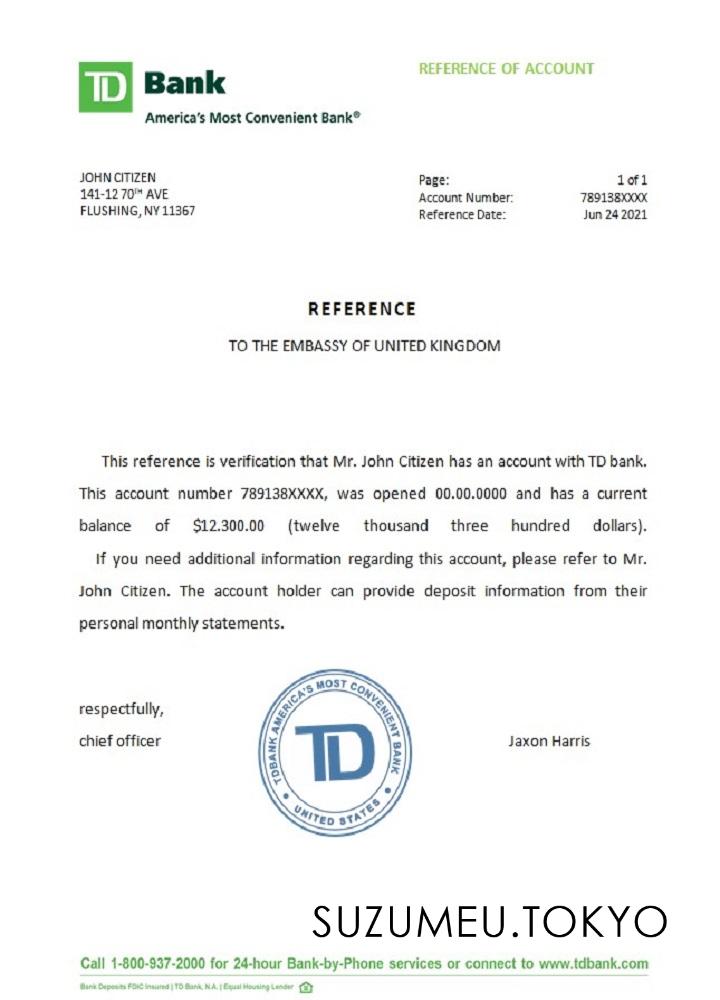 TD Bank
America's Most Convenient Bank®
REFERENCE OF ACCOUNT
JOHN CITIZEN
141-12 70TH AVE
FLUSHING, NY 11367
Page: 1 of 1
Account Number: 789138XXXX
Reference Date: Jun 24 2021
REFERENCE
TO THE EMBASSY OF UNITED KINGDOM
This reference is verification that Mr. John Citizen has an account with TD bank.
This account number 789138XXXX, was opened 00.00.0000 and has a current
balance of $12.300.00 (twelve thousand three hundred dollars).
If you need additional information regarding this account, please refer to Mr.
John Citizen. The account holder can provide deposit information from their
personal monthly statements.
respectfully,
chief officer
TDBANK AMERICA'S MOST CONVENIENT BANK
TD
UNITED STATES
Jaxon Harris
SUZUMEU.TOKYO
Call 1-800-937-2000 for 24-hour Bank-by-Phone services or connect to www.tdbank.com
Bank Deposits FDIC Insured | TD Bank, N.A. | Equal Housing Lender